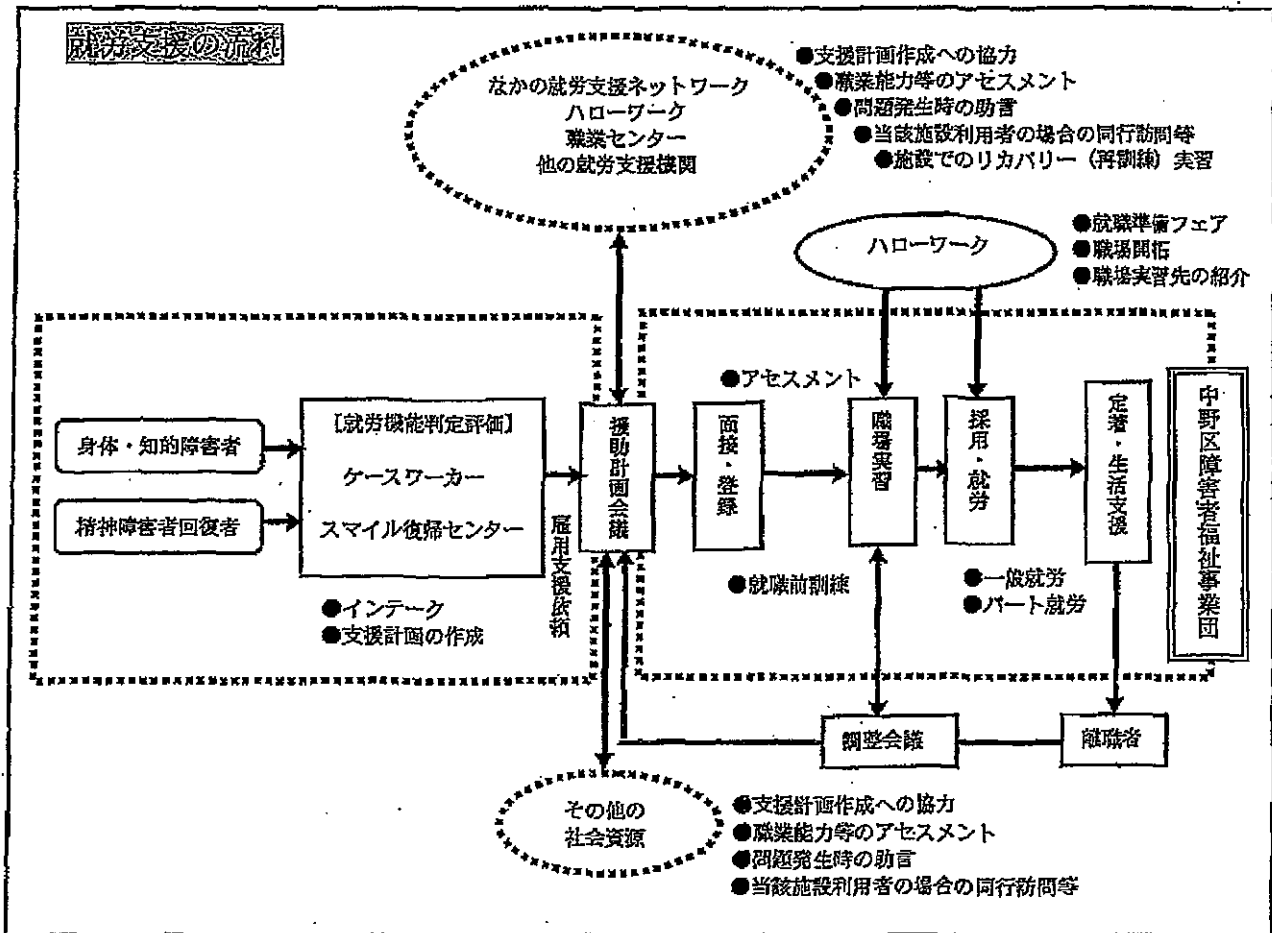 就労支援の流れ
なかの就労支援ネットワーク
ハローワーク
職業センター
他の就労支援機関
●支援計画作成への協力
●職業能力等のアセスメント
●問題発生時の助言
●当該施設利用者の場合の同行訪問等
●施設でのリカバリー（再訓練）実習
ハローワーク
●就職準備フェア
●職場開拓
●職場実習先の紹介
身体・知的障害者
精神障害者回復者
［就労機能判定評価］
ケースワーカー
スマイル復帰センター
●インテーク
●支援計画の作成
雇用支援依頼
援助計画会議
面接・登録
●アセスメント
●就職前訓練
職場実習
採用・就労
●一般就労
●パート就労
定着・生活支援
中野区障害者福祉事業団
調整会議
離職者
その他の
社会資源
●支援計画作成への協力
●職業能力等のアセスメント
●問題発生時の助言
●当該施設利用者の場合の同行訪問等